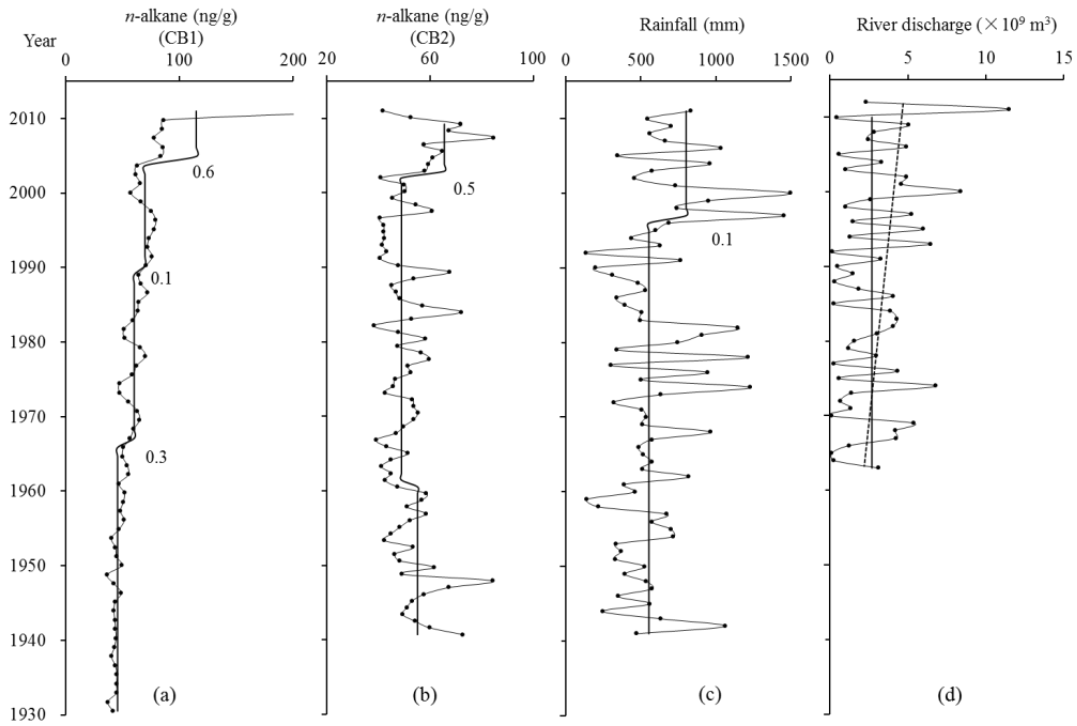 n-alkane (ng/g)
(CB1)
n-alkane (ng/g)
(CB2)
Rainfall (mm)
River discharge (×10⁹ m³)
Year
0 100 200
20 60 100
0 500 1000 1500
0 5 10 15
2010
2000
1990
1980
1970
1960
1950
1940
1930
0.6
0.1
0.3
0.5
0.1
(a)
(b)
(c)
(d)